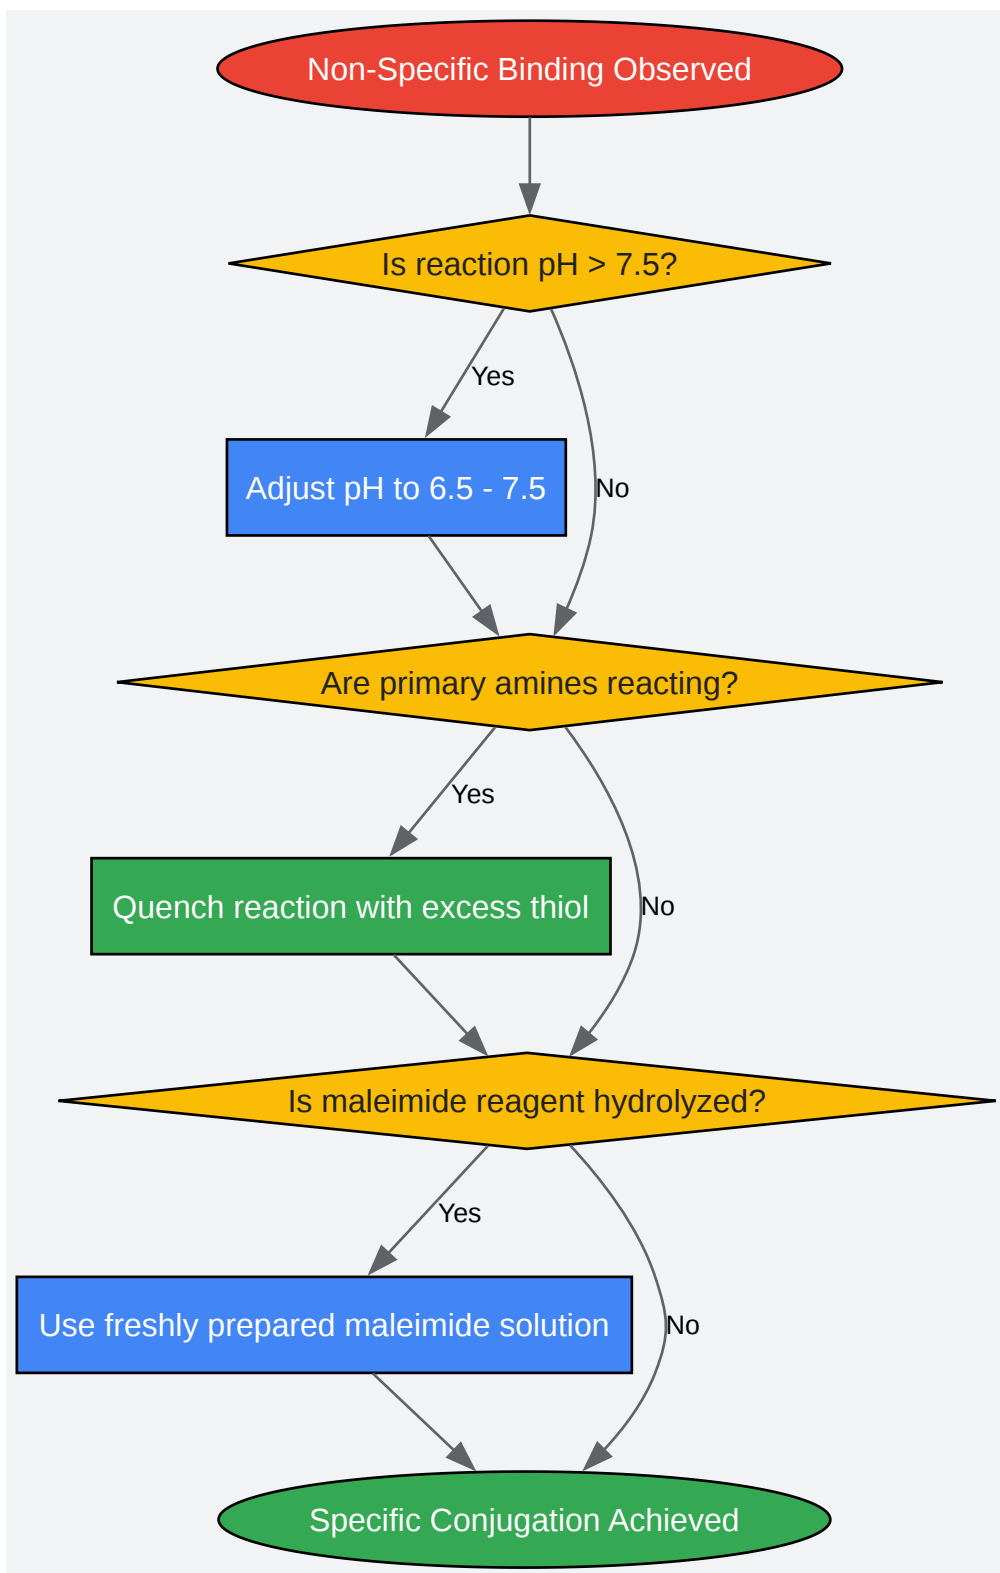 Non-Specific Binding Observed
Is reaction pH > 7.5?
Yes
Adjust pH to 6.5 - 7.5
No
Are primary amines reacting?
Yes
Quench reaction with excess thiol
No
Is maleimide reagent hydrolyzed?
Yes
Use freshly prepared maleimide solution
No
Specific Conjugation Achieved